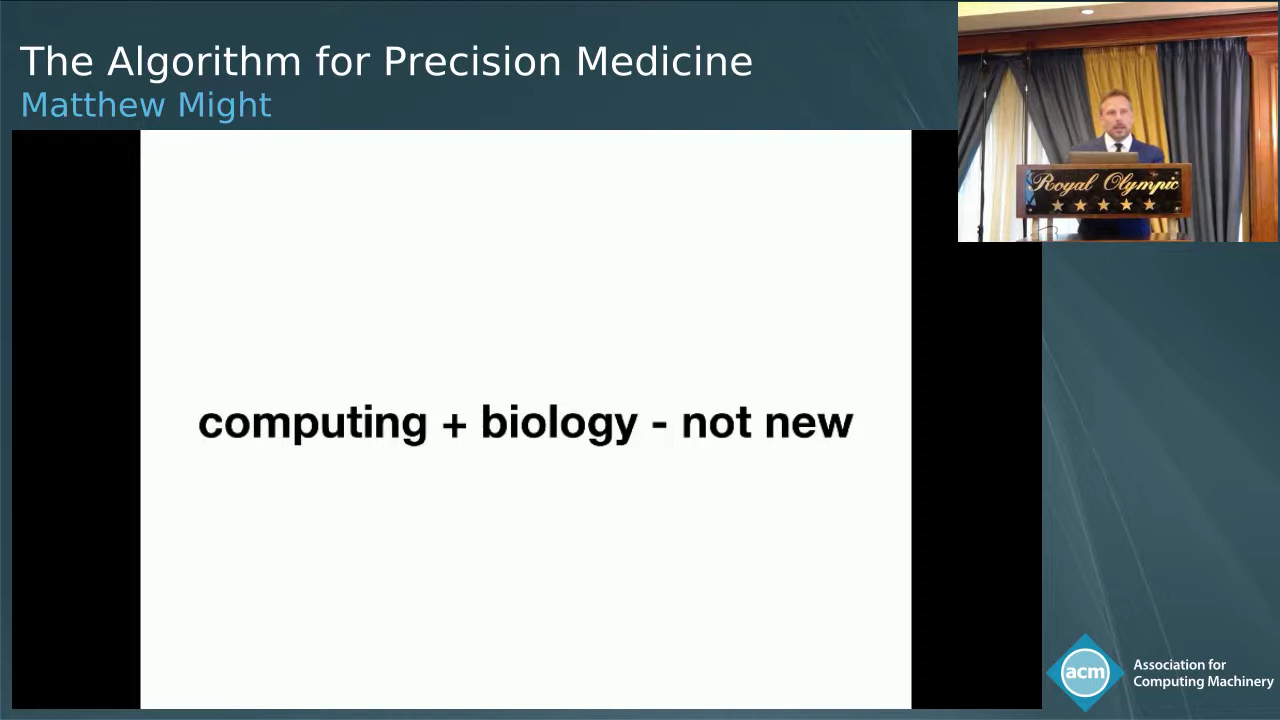 The Algorithm for Precision Medicine
Matthew Might
Royal Olympic
computing + biology - not new
acm
Association for
Computing Machinery